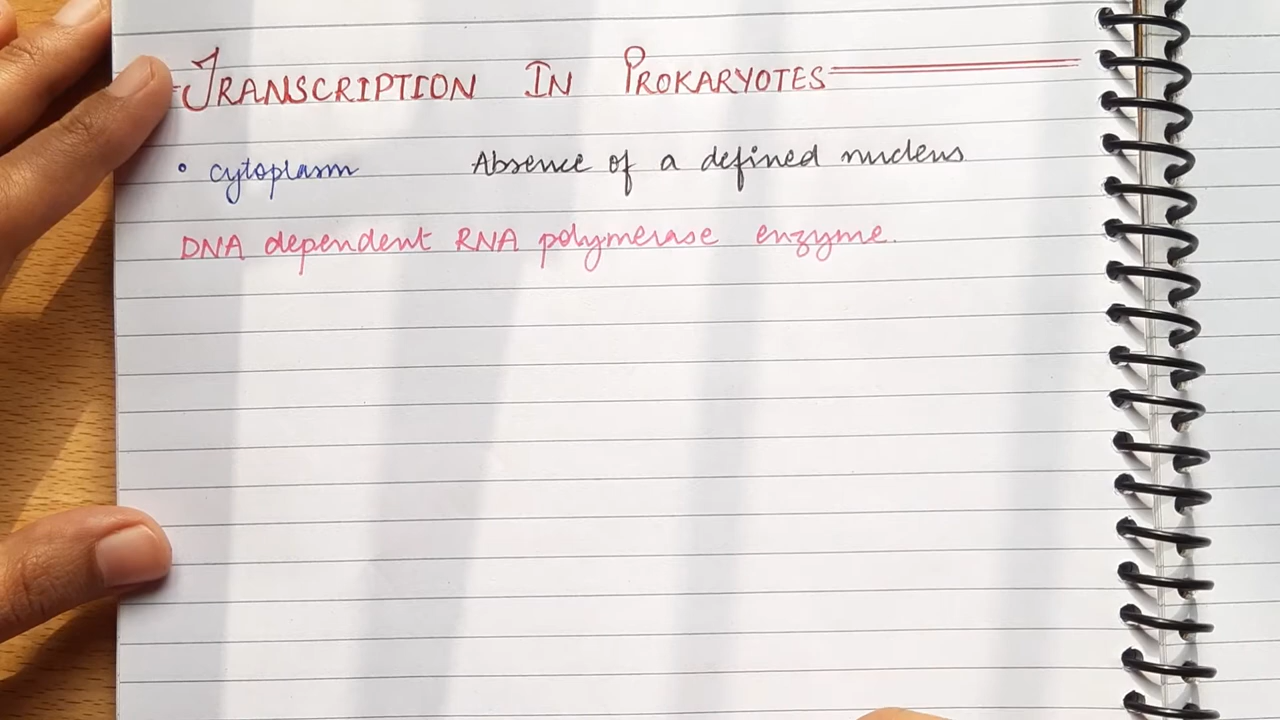 TRANSCRIPTION IN PROKARYOTES
• cytoplasm Absence of a defined nucleus
DNA dependent RNA polymerase enzyme.